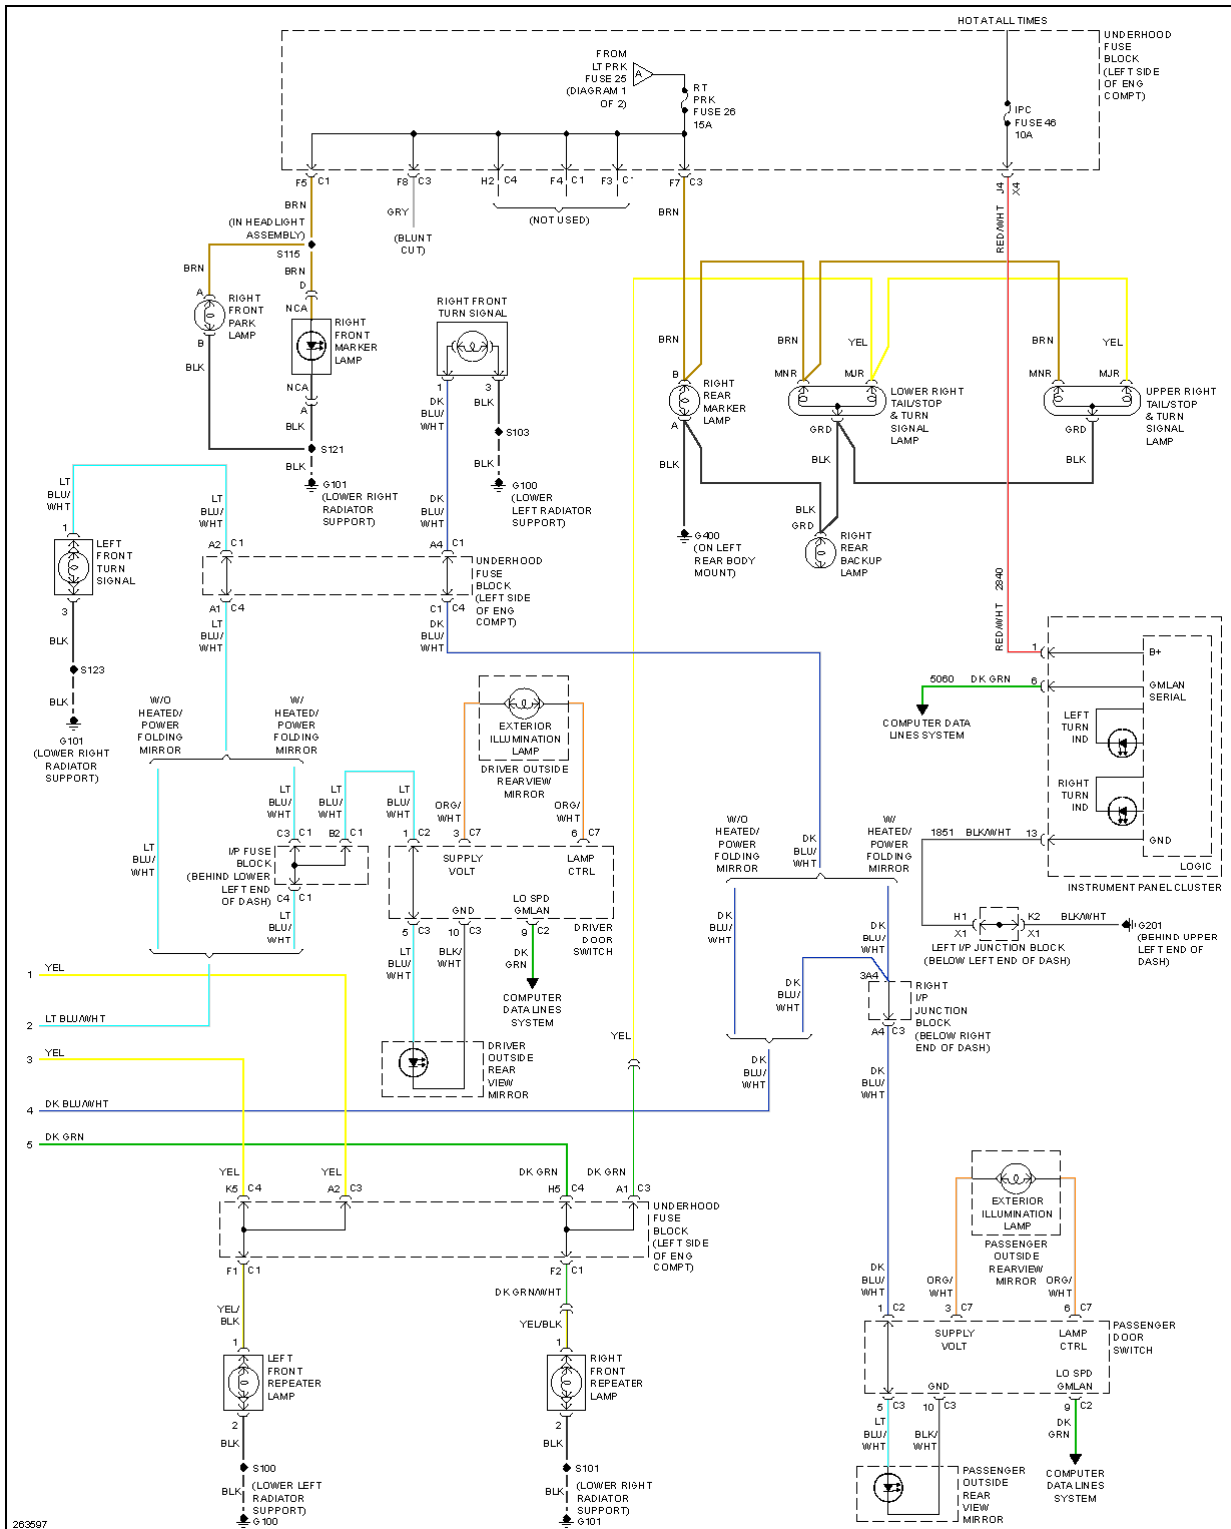 HOT AT ALL TIMES
UNDERHOOD
FUSE
BLOCK
(LEFT SIDE
OF ENG
COMPT)
FROM
LT PRK
FUSE 25
(DIAGRAM 1
OF 2)
A
RT
PRK
FUSE 26
15A
IPC
FUSE 46
10A
F5 C1
F8 C3
H2 C4
F4 C1
F3 C1
F7 C3
J4 X4
BRN
GRY
(NOT USED)
BRN
RED/WHT
(IN HEADLIGHT
ASSEMBLY)
S115
(BLUNT
CUT)
BRN
BRN
D
A
RIGHT
FRONT
PARK
LAMP
B
BLK
NCA
RIGHT
FRONT
MARKER
LAMP
NCA
A
BLK
S121
BLK
G101
(LOWER RIGHT
RADIATOR
SUPPORT)
RIGHT FRONT
TURN SIGNAL
1
3
DK
BLU/
WHT
BLK
S103
BLK
G100
(LOWER
LEFT RADIATOR
SUPPORT)
DK
BLU/
WHT
BRN
BRN
YEL
BRN
YEL
B
RIGHT
REAR
MARKER
LAMP
A
MNR
MJR
LOWER RIGHT
TAIL/STOP
& TURN
SIGNAL
LAMP
GRD
MNR
MJR
UPPER RIGHT
TAIL/STOP
& TURN
SIGNAL
LAMP
GRD
BLK
BLK
BLK
BLK
GRD
G400
(ON LEFT
REAR BODY
MOUNT)
RIGHT
REAR
BACKUP
LAMP
LT
BLU/
WHT
LT
BLU/
WHT
1
LEFT
FRONT
TURN
SIGNAL
3
BLK
S123
BLK
G101
(LOWER RIGHT
RADIATOR
SUPPORT)
A2 C1
A4 C1
UNDERHOOD
FUSE
BLOCK
(LEFT SIDE
OF ENG
COMPT)
A1 C4
C1 C4
LT
BLU/
WHT
DK
BLU/
WHT
RED/WHT 2840
1
B+
5060 DK GRN 6
GMLAN
SERIAL
COMPUTER DATA
LINES SYSTEM
LEFT
TURN
IND
RIGHT
TURN
IND
1851 BLK/WHT 13
GND
LOGIC
INSTRUMENT PANEL CLUSTER
H1
X1
K2
X1
BLK/WHT
G201
(BEHIND UPPER
LEFT END OF
DASH)
LEFT I/P JUNCTION BLOCK
(BELOW LEFT END OF DASH)
W/O
HEATED/
POWER
FOLDING
MIRROR
W/
HEATED/
POWER
FOLDING
MIRROR
EXTERIOR
ILLUMINATION
LAMP
DRIVER OUTSIDE
REARVIEW
MIRROR
LT
BLU/
WHT
LT
BLU/
WHT
LT
BLU/
WHT
ORG/
WHT
ORG/
WHT
C3 C1
B2 C1
1 C2
3 C7
6 C7
LT
BLU/
WHT
I/P FUSE
BLOCK
(BEHIND LOWER
LEFT END
OF DASH)
C4 C1
LT
BLU/
WHT
SUPPLY
VOLT
LAMP
CTRL
GND
LO SPD
GMLAN
DRIVER
DOOR
SWITCH
5 C3
10 C3
9 C2
LT
BLU/
WHT
BLK/
WHT
DK
GRN
COMPUTER
DATA LINES
SYSTEM
DRIVER
OUTSIDE
REAR
VIEW
MIRROR
W/O
HEATED/
POWER
FOLDING
MIRROR
DK
BLU/
WHT
W/
HEATED/
POWER
FOLDING
MIRROR
DK
BLU/
WHT
DK
BLU/
WHT
DK
BLU/
WHT
3A4
RIGHT
I/P
JUNCTION
BLOCK
(BELOW RIGHT
END OF DASH)
A4 C3
DK
BLU/
WHT
DK
BLU/
WHT
YEL
1 YEL
2 LT BLU/WHT
3 YEL
4 DK BLU/WHT
5 DK GRN
YEL
YEL
DK GRN
DK GRN
K5 C4
A2 C3
H5 C4
A1 C3
UNDERHOOD
FUSE
BLOCK
(LEFT SIDE
OF ENG
COMPT)
F1 C1
F2 C1
YEL/
BLK
DK GRN/WHT
YEL/BLK
1
LEFT
FRONT
REPEATER
LAMP
2
BLK
S100
BLK
(LOWER LEFT
RADIATOR
SUPPORT)
G100
1
RIGHT
FRONT
REPEATER
LAMP
2
BLK
S101
BLK
(LOWER RIGHT
RADIATOR
SUPPORT)
G101
EXTERIOR
ILLUMINATION
LAMP
PASSENGER
OUTSIDE
REARVIEW
MIRROR
DK
BLU/
WHT
ORG/
WHT
ORG/
WHT
1 C2
3 C7
6 C7
SUPPLY
VOLT
LAMP
CTRL
PASSENGER
DOOR
SWITCH
GND
LO SPD
GMLAN
5 C3
10 C3
9 C2
LT
BLU/
WHT
BLK/
WHT
DK
GRN
COMPUTER
DATA LINES
SYSTEM
PASSENGER
OUTSIDE
REAR
VIEW
MIRROR
263597